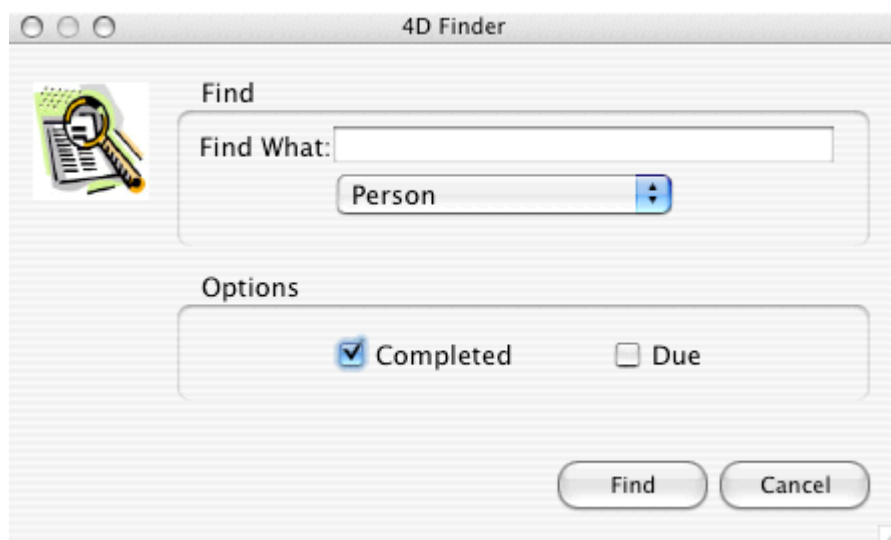 4D Finder
Find
Find What:
Person
Options
Completed Due
Find Cancel